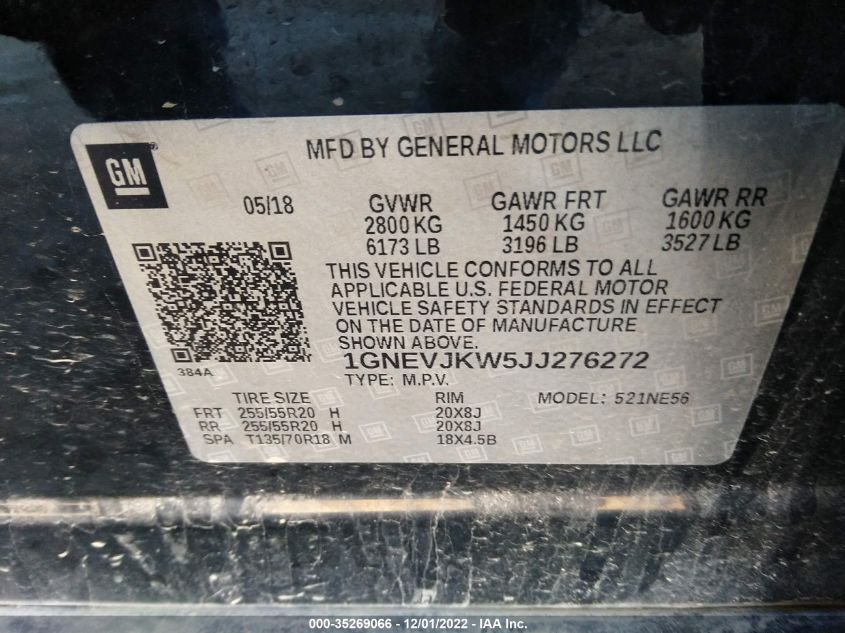 GM
MFD BY GENERAL MOTORS LLC
05/18 GVWR GAWR FRT GAWR RR
2800 KG 1450 KG 1600 KG
6173 LB 3196 LB 3527 LB
THIS VEHICLE CONFORMS TO ALL
APPLICABLE U.S. FEDERAL MOTOR
VEHICLE SAFETY STANDARDS IN EFFECT
ON THE DATE OF MANUFACTURE
SHOWN ABOVE.
384A
1GNEVJKW5JJ276272
TYPE: M.P.V.
TIRE SIZE RIM MODEL: 521NE56
FRT 255/55R20 H 20X8J
RR 255/55R20 H 20X8J
SPA T135/70R18 M 18X4.5B
000-35269066 - 12/01/2022 - IAA Inc.